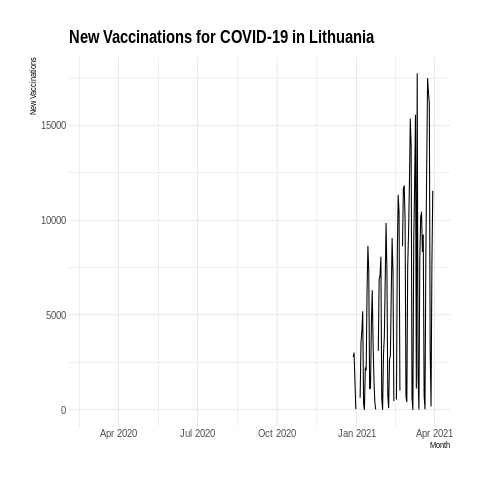 New Vaccinations for COVID-19 in Lithuania
New Vaccinations
15000
10000
5000
0
Apr 2020 Jul 2020 Oct 2020 Jan 2021 Apr 2021
Month